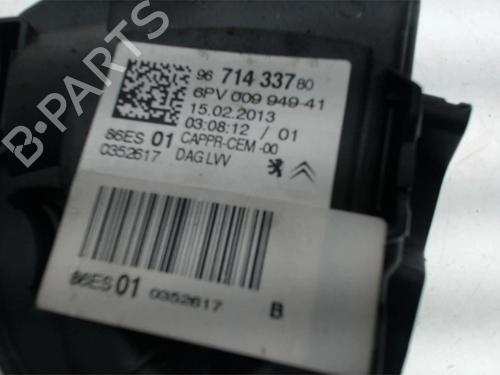 96 714 337 80
6PV 009 949-41
15.02.2013
03:08:12 / 01
86ES 01 CAPPR-CEM -00
0352617 DAG LVV
86ES 01 0352617 B
B-Parts